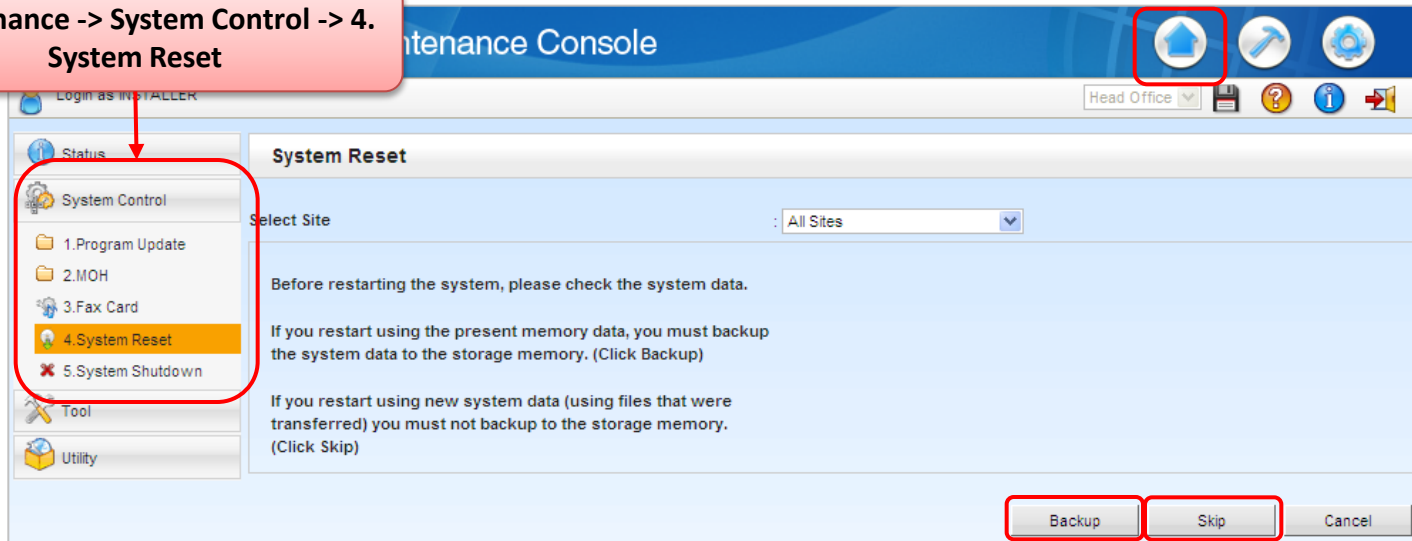 nance -> System Control -> 4.
System Reset
tenance Console
Login as INSTALLER
Head Office
Status
System Control
1.Program Update
2.MOH
3.Fax Card
4.System Reset
5.System Shutdown
Tool
Utility
System Reset
Select Site : All Sites
Before restarting the system, please check the system data.
If you restart using the present memory data, you must backup
the system data to the storage memory. (Click Backup)
If you restart using new system data (using files that were
transferred) you must not backup to the storage memory.
(Click Skip)
Backup Skip Cancel